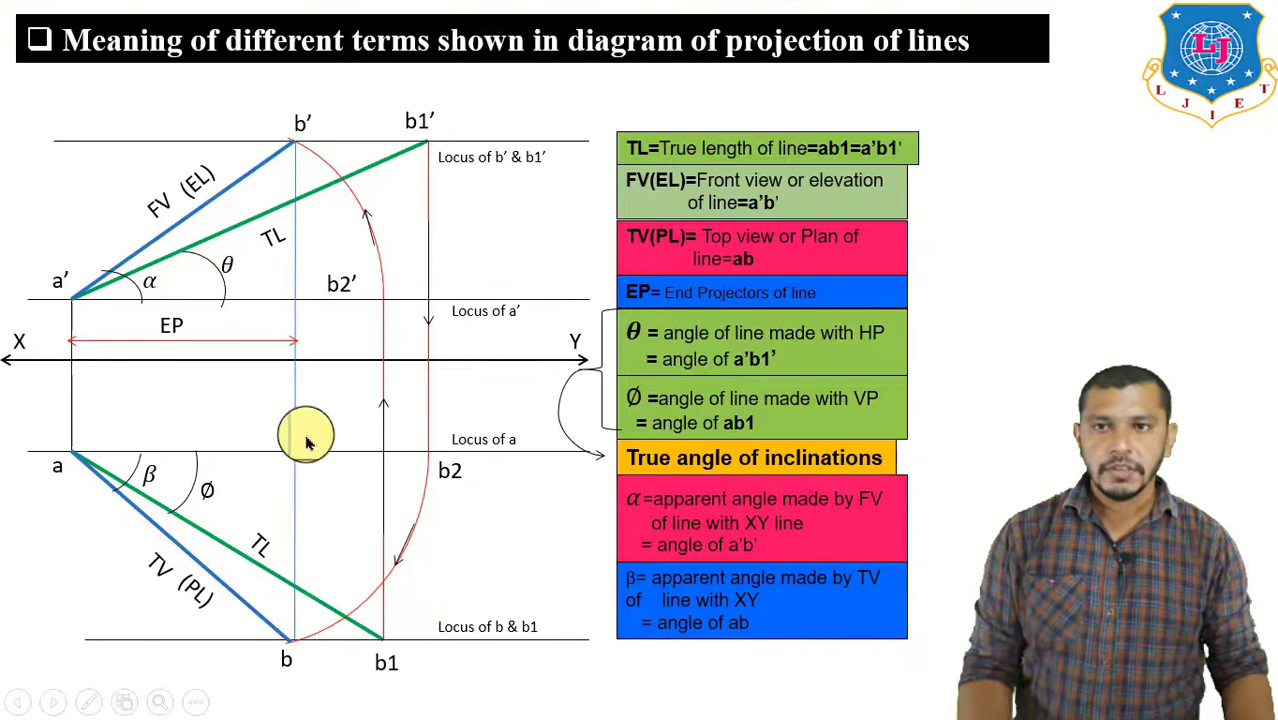 ❑ Meaning of different terms shown in diagram of projection of lines
LJ
L J I E T
b’
b1’
Locus of b’ & b1’
FV (EL)
TL
a’
α
θ
b2’
Locus of a’
EP
X
Y
Locus of a
a
β
Ø
b2
TL
TV (PL)
Locus of b & b1
b
b1
TL=True length of line=ab1=a’b1’
FV(EL)=Front view or elevation
of line=a’b’
TV(PL)= Top view or Plan of
line=ab
EP= End Projectors of line
θ = angle of line made with HP
= angle of a’b1’
Ø =angle of line made with VP
= angle of ab1
True angle of inclinations
α=apparent angle made by FV
of line with XY line
= angle of a’b’
β= apparent angle made by TV
of line with XY
= angle of ab